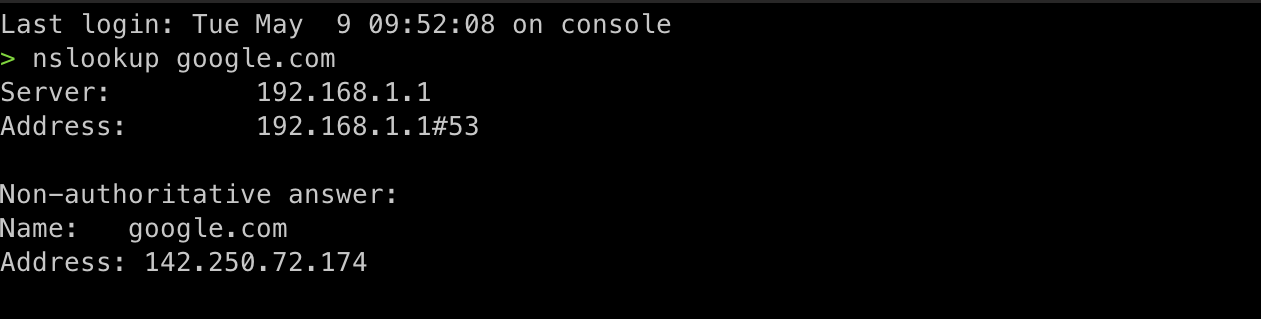 Last login: Tue May  9 09:52:08 on console
> nslookup google.com
Server:         192.168.1.1
Address:        192.168.1.1#53

Non-authoritative answer:
Name:   google.com
Address: 142.250.72.174